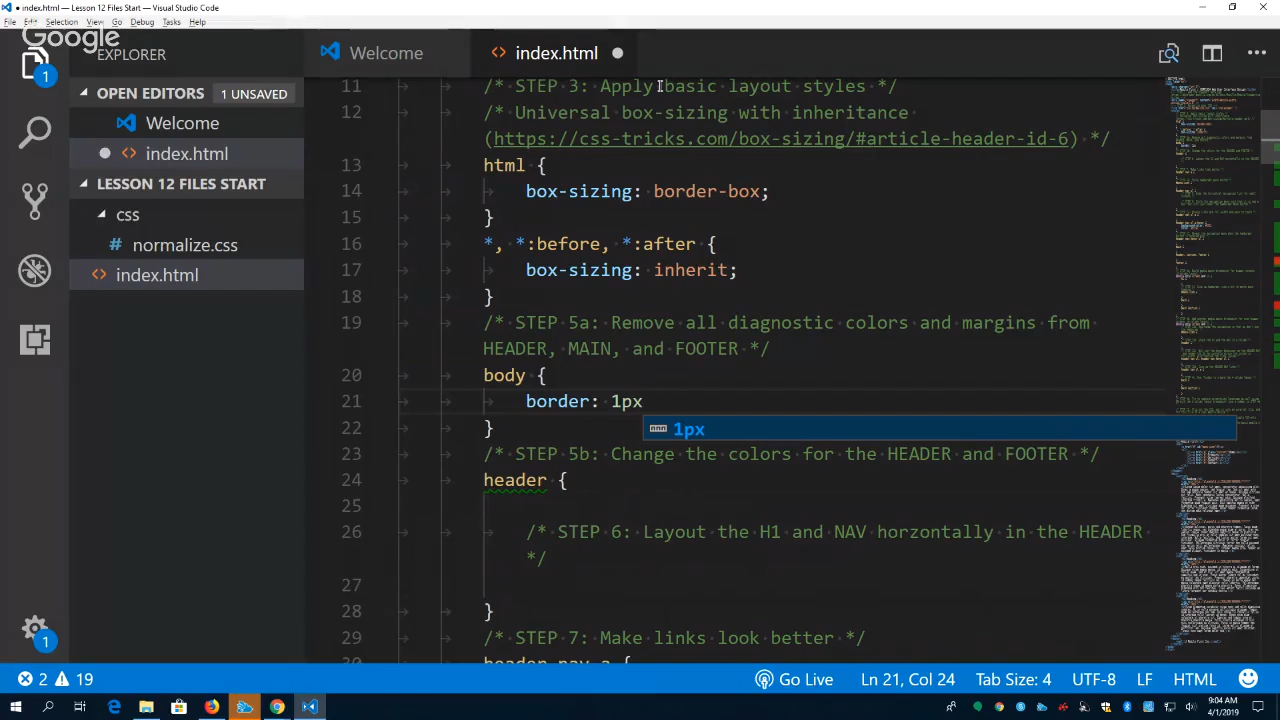 index.html — Lesson 12 Files Start — Visual Studio Code
File Edit Selection View Go Debug Tasks Help
Google
EXPLORER
Welcome
index.html
OPEN EDITORS 1 UNSAVED
Welcome
index.html
LESSON 12 FILES START
css
# normalize.css
index.html
1
1
11 /* STEP 3: Apply basic layout styles */
12 /*Universal box-sizing with inheritance
(https://css-tricks.com/box-sizing/#article-header-id-6) */
13 html {
14 box-sizing: border-box;
15 }
16 *, *:before, *:after {
17 box-sizing: inherit;
18 }
19 /* STEP 5a: Remove all diagnostic colors and margins from
HEADER, MAIN, and FOOTER */
20 body {
21 border: 1px
1px
22 }
23 /* STEP 5b: Change the colors for the HEADER and FOOTER */
24 header {
25
26 /* STEP 6: Layout the H1 and NAV horzontally in the HEADER
*/
27
28 }
29 /* STEP 7: Make links look better */
30 header nav a {
2 19
Go Live Ln 21, Col 24 Tab Size: 4 UTF-8 LF HTML
9:04 AM
4/1/2019